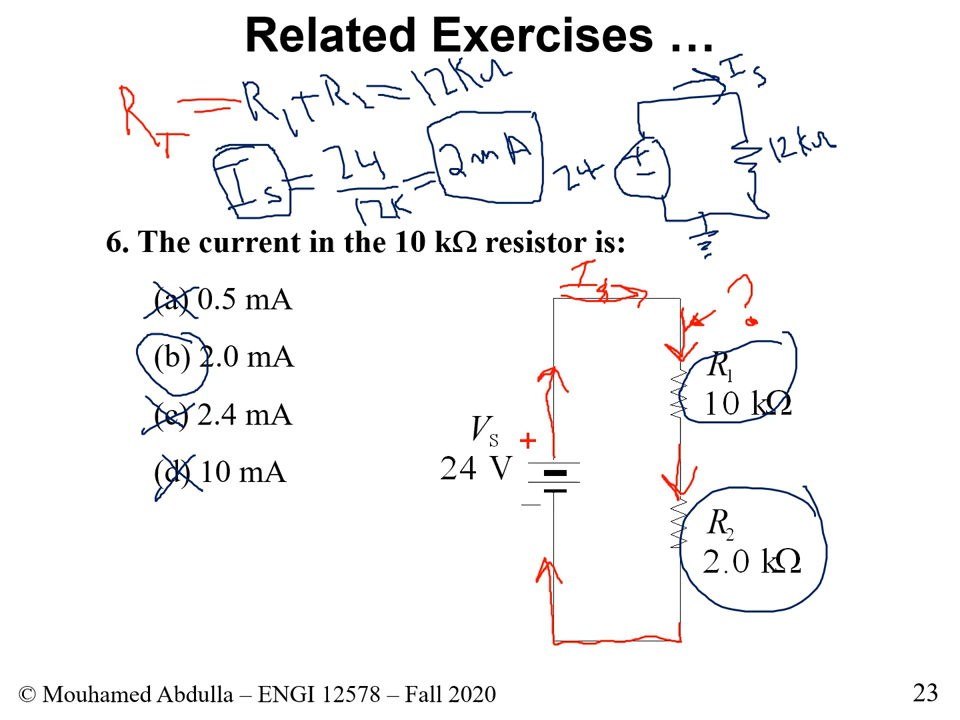 Related Exercises …
R_T = R_1 + R_2 = 12KΩ
I_s = 24/12K = 2mA
I_s
24
±
12KΩ
6. The current in the 10 kΩ resistor is:
(a) 0.5 mA
(b) 2.0 mA
(c) 2.4 mA
(d) 10 mA
I_s
?
R_1
10 kΩ
V_S
24 V
+
–
R_2
2.0 kΩ
© Mouhamed Abdulla – ENGI 12578 – Fall 2020
23